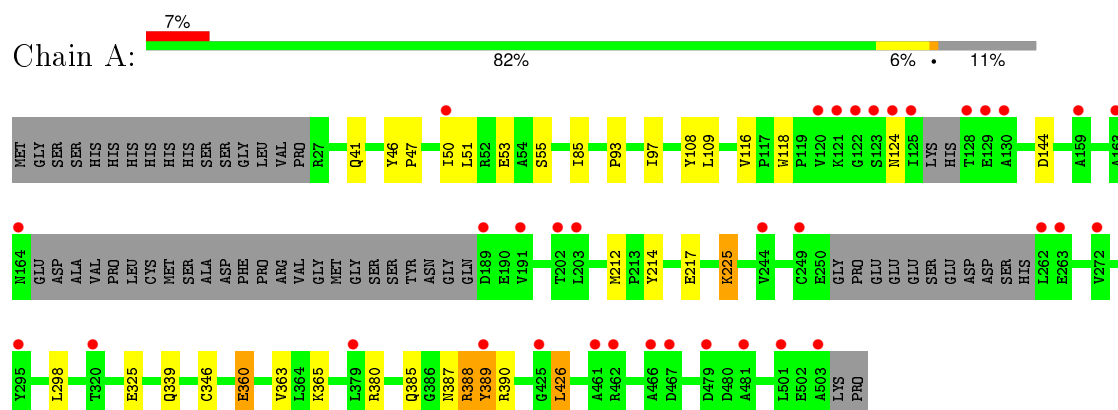 7%
Chain A:
82% 6% • 11%
MET GLY SER SER HIS HIS HIS HIS HIS HIS SER SER GLY LEU VAL PRO R27 Q41 Y46 P47 I50 L51 R52 E53 A54 S55 I85 P93 I97 Y108 L109 V116 P117 W118 P119 V120 K121 G122 S123 N124 I125 LYS HIS T128 E129 A130 D144 A159 A163
N164 GLU ASP ALA VAL PRO LEU CYS MET SER ALA ASP PHE PRO ARG VAL GLY MET GLY SER SER TYR ASN GLY GLN D189 E190 V191 T202 L203 M212 P213 Y214 E217 K225 V244 C249 E250 GLY PRO GLU GLU GLU SER GLU ASP ASP SER HIS L262 E263 V272
Y295 L298 T320 E325 Q339 C346 E360 V363 L364 K365 L379 R380 Q385 G386 N387 R388 Y389 R390 G425 L426 A461 R462 A466 D467 D479 D480 A481 L501 E502 A503 LYS PRO